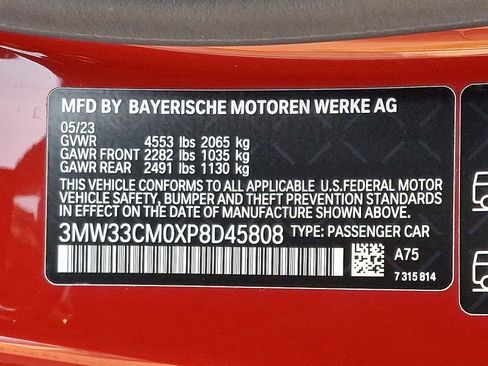 MFD BY BAYERISCHE MOTOREN WERKE AG
05/23
GVWR 4553 lbs 2065 kg
GAWR FRONT 2282 lbs 1035 kg
GAWR REAR 2491 lbs 1130 kg
THIS VEHICLE CONFORMS TO ALL APPLICABLE
U.S.FEDERAL MOTOR
VEHICLE SAFETY, BUMPER AND THEFT PREVENTION
STANDARDS IN EFFECT ON THE DATE OF
MANUFACTURE SHOWN ABOVE.
3MW33CM0XP8D45808 TYPE: PASSENGER CAR
A75
7 315 814